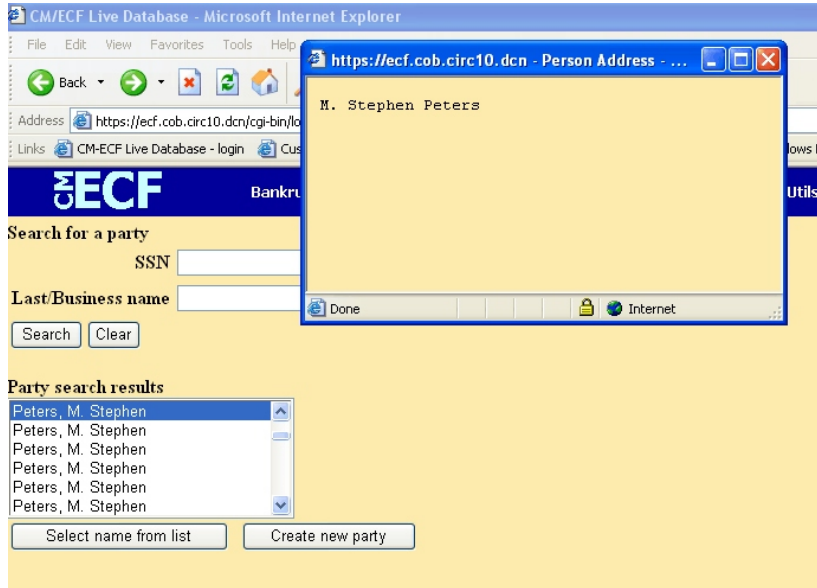 CM/ECF Live Database - Microsoft Internet Explorer
File Edit View Favorites Tools Help
Back
Address https://ecf.cob.circ10.dcn/cgi-bin/lo
Links CM-ECF Live Database - login Cus
CM ECF Bankru Utils
https://ecf.cob.circ10.dcn - Person Address - ...
M. Stephen Peters
Done Internet
Search for a party
SSN
Last/Business name
Search Clear
Party search results
Peters, M. Stephen
Peters, M. Stephen
Peters, M. Stephen
Peters, M. Stephen
Peters, M. Stephen
Peters, M. Stephen
Select name from list Create new party